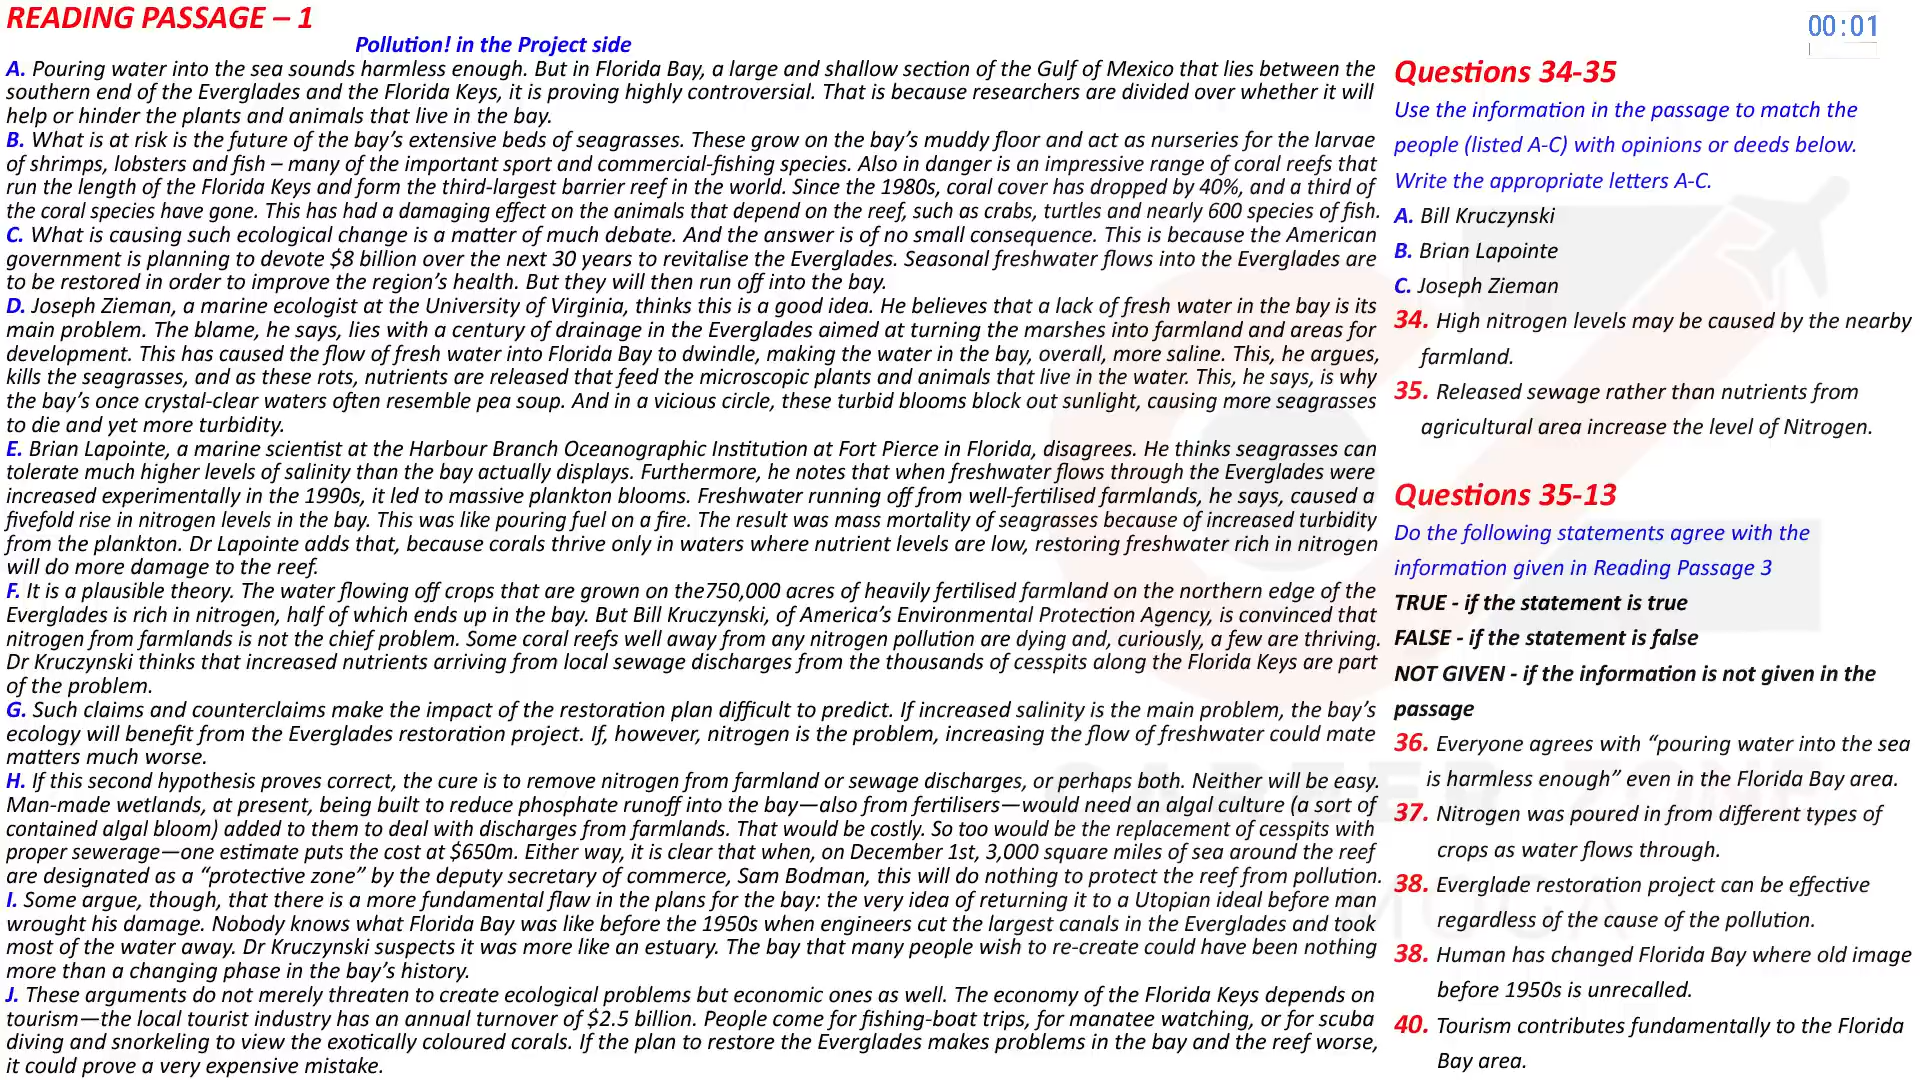 READING PASSAGE – 1
Pollution! in the Project side
A. Pouring water into the sea sounds harmless enough. But in Florida Bay, a large and shallow section of the Gulf of Mexico that lies between the
southern end of the Everglades and the Florida Keys, it is proving highly controversial. That is because researchers are divided over whether it will
help or hinder the plants and animals that live in the bay.
B. What is at risk is the future of the bay's extensive beds of seagrasses. These grow on the bay's muddy floor and act as nurseries for the larvae
of shrimps, lobsters and fish – many of the important sport and commercial-fishing species. Also in danger is an impressive range of coral reefs that
run the length of the Florida Keys and form the third-largest barrier reef in the world. Since the 1980s, coral cover has dropped by 40%, and a third of
the coral species have gone. This has had a damaging effect on the animals that depend on the reef, such as crabs, turtles and nearly 600 species of fish.
C. What is causing such ecological change is a matter of much debate. And the answer is of no small consequence. This is because the American
government is planning to devote $8 billion over the next 30 years to revitalise the Everglades. Seasonal freshwater flows into the Everglades are
to be restored in order to improve the region's health. But they will then run off into the bay.
D. Joseph Zieman, a marine ecologist at the University of Virginia, thinks this is a good idea. He believes that a lack of fresh water in the bay is its
main problem. The blame, he says, lies with a century of drainage in the Everglades aimed at turning the marshes into farmland and areas for
development. This has caused the flow of fresh water into Florida Bay to dwindle, making the water in the bay, overall, more saline. This, he argues,
kills the seagrasses, and as these rots, nutrients are released that feed the microscopic plants and animals that live in the water. This, he says, is why
the bay's once crystal-clear waters often resemble pea soup. And in a vicious circle, these turbid blooms block out sunlight, causing more seagrasses
to die and yet more turbidity.
E. Brian Lapointe, a marine scientist at the Harbour Branch Oceanographic Institution at Fort Pierce in Florida, disagrees. He thinks seagrasses can
tolerate much higher levels of salinity than the bay actually displays. Furthermore, he notes that when freshwater flows through the Everglades were
increased experimentally in the 1990s, it led to massive plankton blooms. Freshwater running off from well-fertilised farmlands, he says, caused a
fivefold rise in nitrogen levels in the bay. This was like pouring fuel on a fire. The result was mass mortality of seagrasses because of increased turbidity
from the plankton. Dr Lapointe adds that, because corals thrive only in waters where nutrient levels are low, restoring freshwater rich in nitrogen
will do more damage to the reef.
F. It is a plausible theory. The water flowing off crops that are grown on the750,000 acres of heavily fertilised farmland on the northern edge of the
Everglades is rich in nitrogen, half of which ends up in the bay. But Bill Kruczynski, of America's Environmental Protection Agency, is convinced that
nitrogen from farmlands is not the chief problem. Some coral reefs well away from any nitrogen pollution are dying and, curiously, a few are thriving.
Dr Kruczynski thinks that increased nutrients arriving from local sewage discharges from the thousands of cesspits along the Florida Keys are part
of the problem.
G. Such claims and counterclaims make the impact of the restoration plan difficult to predict. If increased salinity is the main problem, the bay's
ecology will benefit from the Everglades restoration project. If, however, nitrogen is the problem, increasing the flow of freshwater could mate
matters much worse.
H. If this second hypothesis proves correct, the cure is to remove nitrogen from farmland or sewage discharges, or perhaps both. Neither will be easy.
Man-made wetlands, at present, being built to reduce phosphate runoff into the bay—also from fertilisers—would need an algal culture (a sort of
contained algal bloom) added to them to deal with discharges from farmlands. That would be costly. So too would be the replacement of cesspits with
proper sewerage—one estimate puts the cost at $650m. Either way, it is clear that when, on December 1st, 3,000 square miles of sea around the reef
are designated as a “protective zone” by the deputy secretary of commerce, Sam Bodman, this will do nothing to protect the reef from pollution.
I. Some argue, though, that there is a more fundamental flaw in the plans for the bay: the very idea of returning it to a Utopian ideal before man
wrought his damage. Nobody knows what Florida Bay was like before the 1950s when engineers cut the largest canals in the Everglades and took
most of the water away. Dr Kruczynski suspects it was more like an estuary. The bay that many people wish to re-create could have been nothing
more than a changing phase in the bay's history.
J. These arguments do not merely threaten to create ecological problems but economic ones as well. The economy of the Florida Keys depends on
tourism—the local tourist industry has an annual turnover of $2.5 billion. People come for fishing-boat trips, for manatee watching, or for scuba
diving and snorkeling to view the exotically coloured corals. If the plan to restore the Everglades makes problems in the bay and the reef worse,
it could prove a very expensive mistake.
00:01
Questions 34-35
Use the information in the passage to match the
people (listed A-C) with opinions or deeds below.
Write the appropriate letters A-C.
A. Bill Kruczynski
B. Brian Lapointe
C. Joseph Zieman
34. High nitrogen levels may be caused by the nearby
farmland.
35. Released sewage rather than nutrients from
agricultural area increase the level of Nitrogen.
Questions 35-13
Do the following statements agree with the
information given in Reading Passage 3
TRUE - if the statement is true
FALSE - if the statement is false
NOT GIVEN - if the information is not given in the
passage
36. Everyone agrees with “pouring water into the sea
is harmless enough” even in the Florida Bay area.
37. Nitrogen was poured in from different types of
crops as water flows through.
38. Everglade restoration project can be effective
regardless of the cause of the pollution.
38. Human has changed Florida Bay where old image
before 1950s is unrecalled.
40. Tourism contributes fundamentally to the Florida
Bay area.